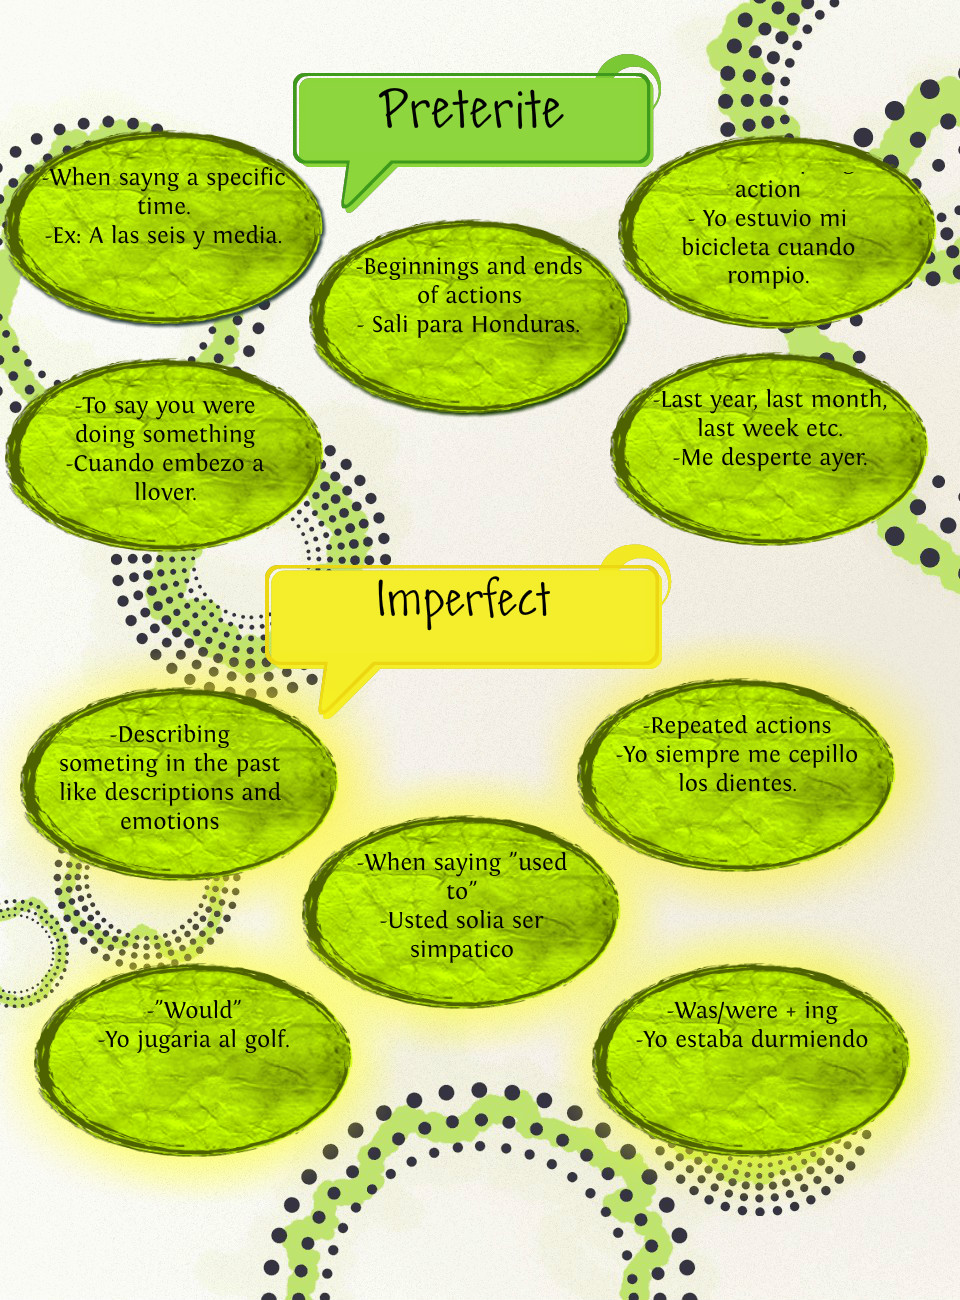 Preterite
-When sayng a specific
time.
-Ex: A las seis y media.
-Beginnings and ends
of actions
- Sali para Honduras.
action
- Yo estuvio mi
bicicleta cuando
rompio.
-To say you were
doing something
-Cuando embezo a
llover.
-Last year, last month,
last week etc.
-Me desperte ayer.
Imperfect
-Describing
someting in the past
like descriptions and
emotions
-Repeated actions
-Yo siempre me cepillo
los dientes.
-When saying "used
to"
-Usted solia ser
simpatico
-"Would"
-Yo jugaria al golf.
-Was/were + ing
-Yo estaba durmiendo